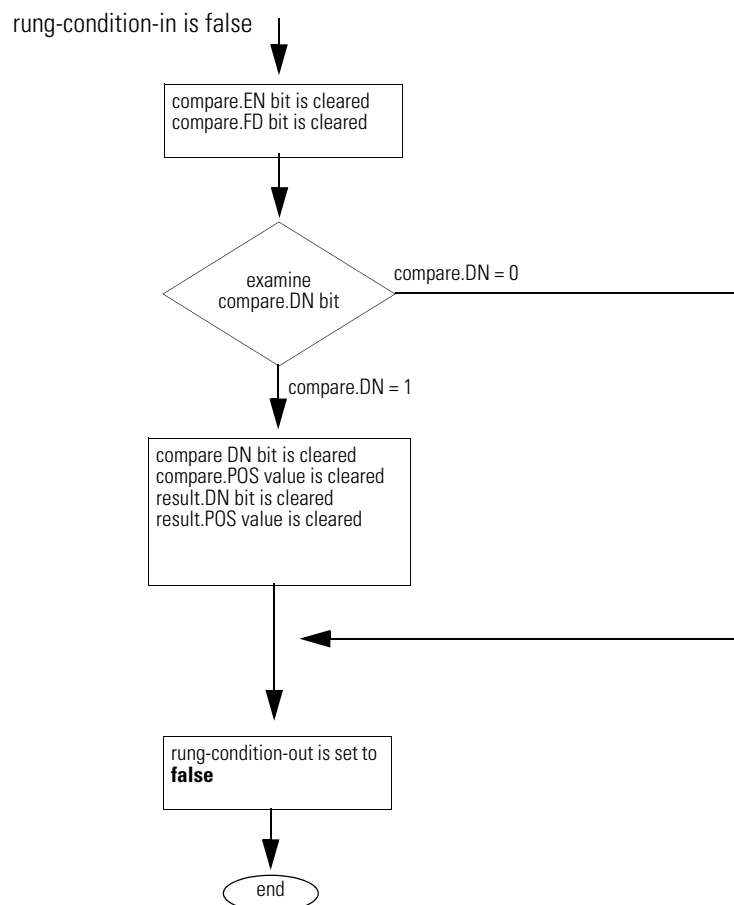 rung-condition-in is false
compare.EN bit is cleared
compare.FD bit is cleared
examine
compare.DN bit
compare.DN = 0
compare.DN = 1
compare DN bit is cleared
compare.POS value is cleared
result.DN bit is cleared
result.POS value is cleared
rung-condition-out is set to
false
end